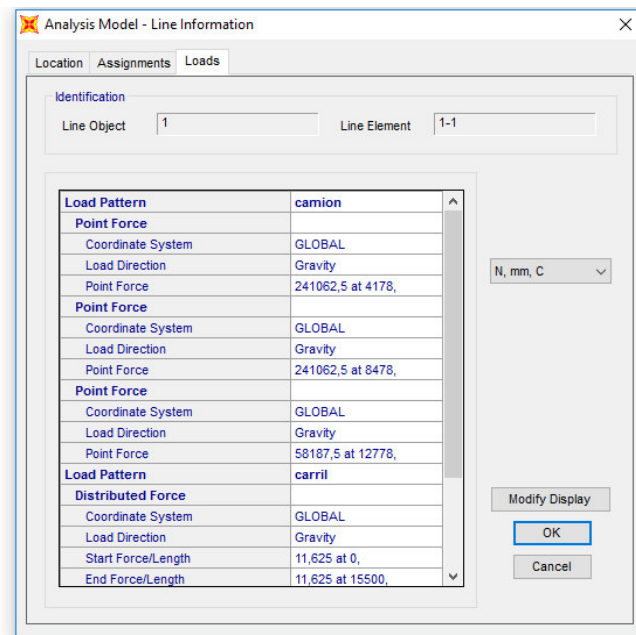 Analysis Model - Line Information
Location Assignments Loads
Identification
Line Object 1 Line Element 1-1
Load Pattern camion
Point Force
Coordinate System GLOBAL
Load Direction Gravity
Point Force 241062,5 at 4178,
Point Force
Coordinate System GLOBAL
Load Direction Gravity
Point Force 241062,5 at 8478,
Point Force
Coordinate System GLOBAL
Load Direction Gravity
Point Force 58187,5 at 12778,
Load Pattern carril
Distributed Force
Coordinate System GLOBAL
Load Direction Gravity
Start Force/Length 11,625 at 0,
End Force/Length 11,625 at 15500,
N, mm, C
Modify Display
OK
Cancel